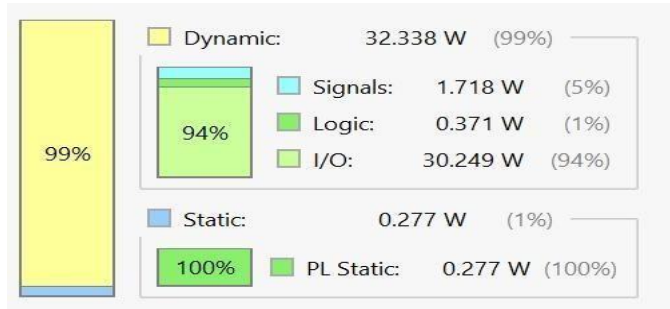 99%
Dynamic: 32.338 W (99%)
94%
Signals: 1.718 W (5%)
Logic: 0.371 W (1%)
I/O: 30.249 W (94%)
Static: 0.277 W (1%)
100%
PL Static: 0.277 W (100%)